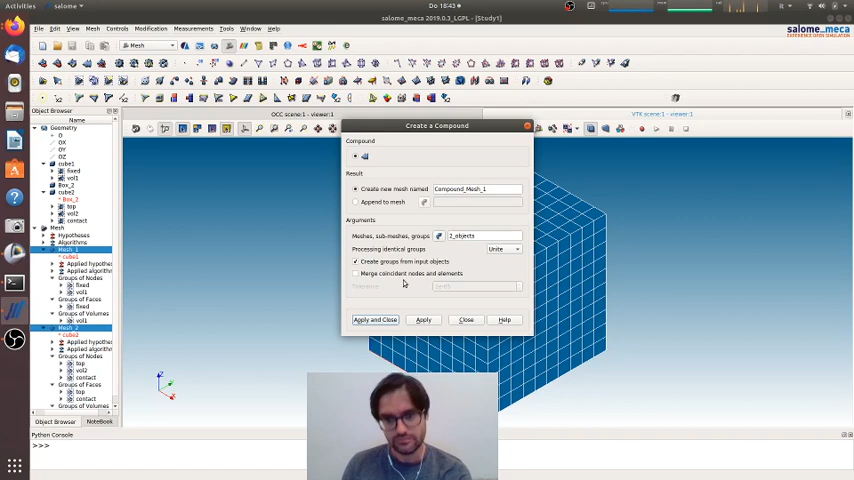 Activities
Do 18:43
salome_meca 2019.0.3_LGPL - [Study1]
File Edit View Mesh Controls Modification Measurements Tools Window Help
salome_meca
Mesh
Object Browser
Name
Geometry
O
OX
OY
OZ
cube1
fixed
vol1
Box_2
cube2
Box_2
top
vol2
contact
Mesh
Hypotheses
Algorithms
Mesh_1
cube1
Applied hypothe
Applied algorithm
Groups of Nodes
fixed
vol1
Groups of Faces
fixed
Groups of Volumes
vol1
Mesh_2
cube2
Applied hypothe
Applied algorithm
Groups of Nodes
top
vol2
contact
Groups of Faces
top
contact
Groups of Volumes
Object Browser NoteBook
OCC scene:1 - viewer:1
VTK scene:1 - viewer:1
Create a Compound
Compound
Result
Create new mesh named Compound_Mesh_1
Append to mesh
Arguments
Meshes, sub-meshes, groups 2_objects
Processing identical groups Unite
Create groups from input objects
Merge coincident nodes and elements
Tolerance 1e-05
Apply and Close Apply Close Help
Z
Y
X
Python Console
>>>